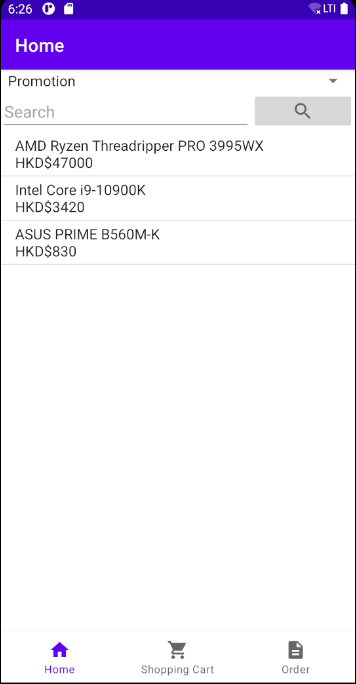 6:26 LTE
Home
Promotion
Search
AMD Ryzen Threadripper PRO 3995WX
HKD$47000
Intel Core i9-10900K
HKD$3420
ASUS PRIME B560M-K
HKD$830
Home Shopping Cart Order